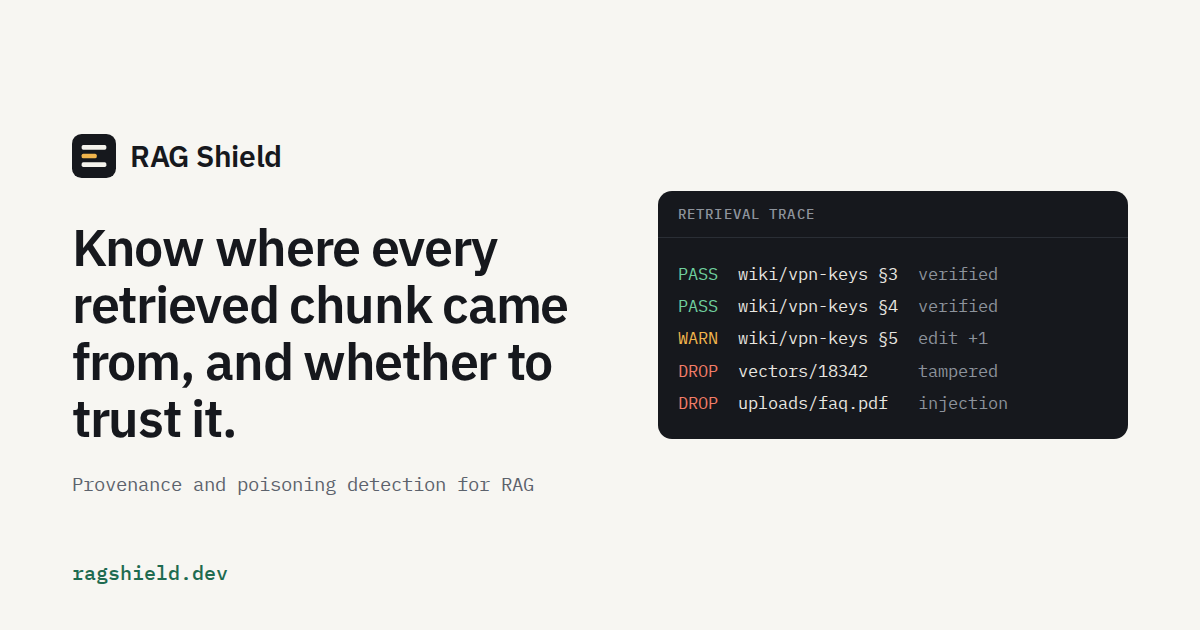 RAG Shield
Know where every
retrieved chunk came
from, and whether to
trust it.
Provenance and poisoning detection for RAG
ragshield.dev
RETRIEVAL TRACE
PASS wiki/vpn-keys §3 verified
PASS wiki/vpn-keys §4 verified
WARN wiki/vpn-keys §5 edit +1
DROP vectors/18342 tampered
DROP uploads/faq.pdf injection